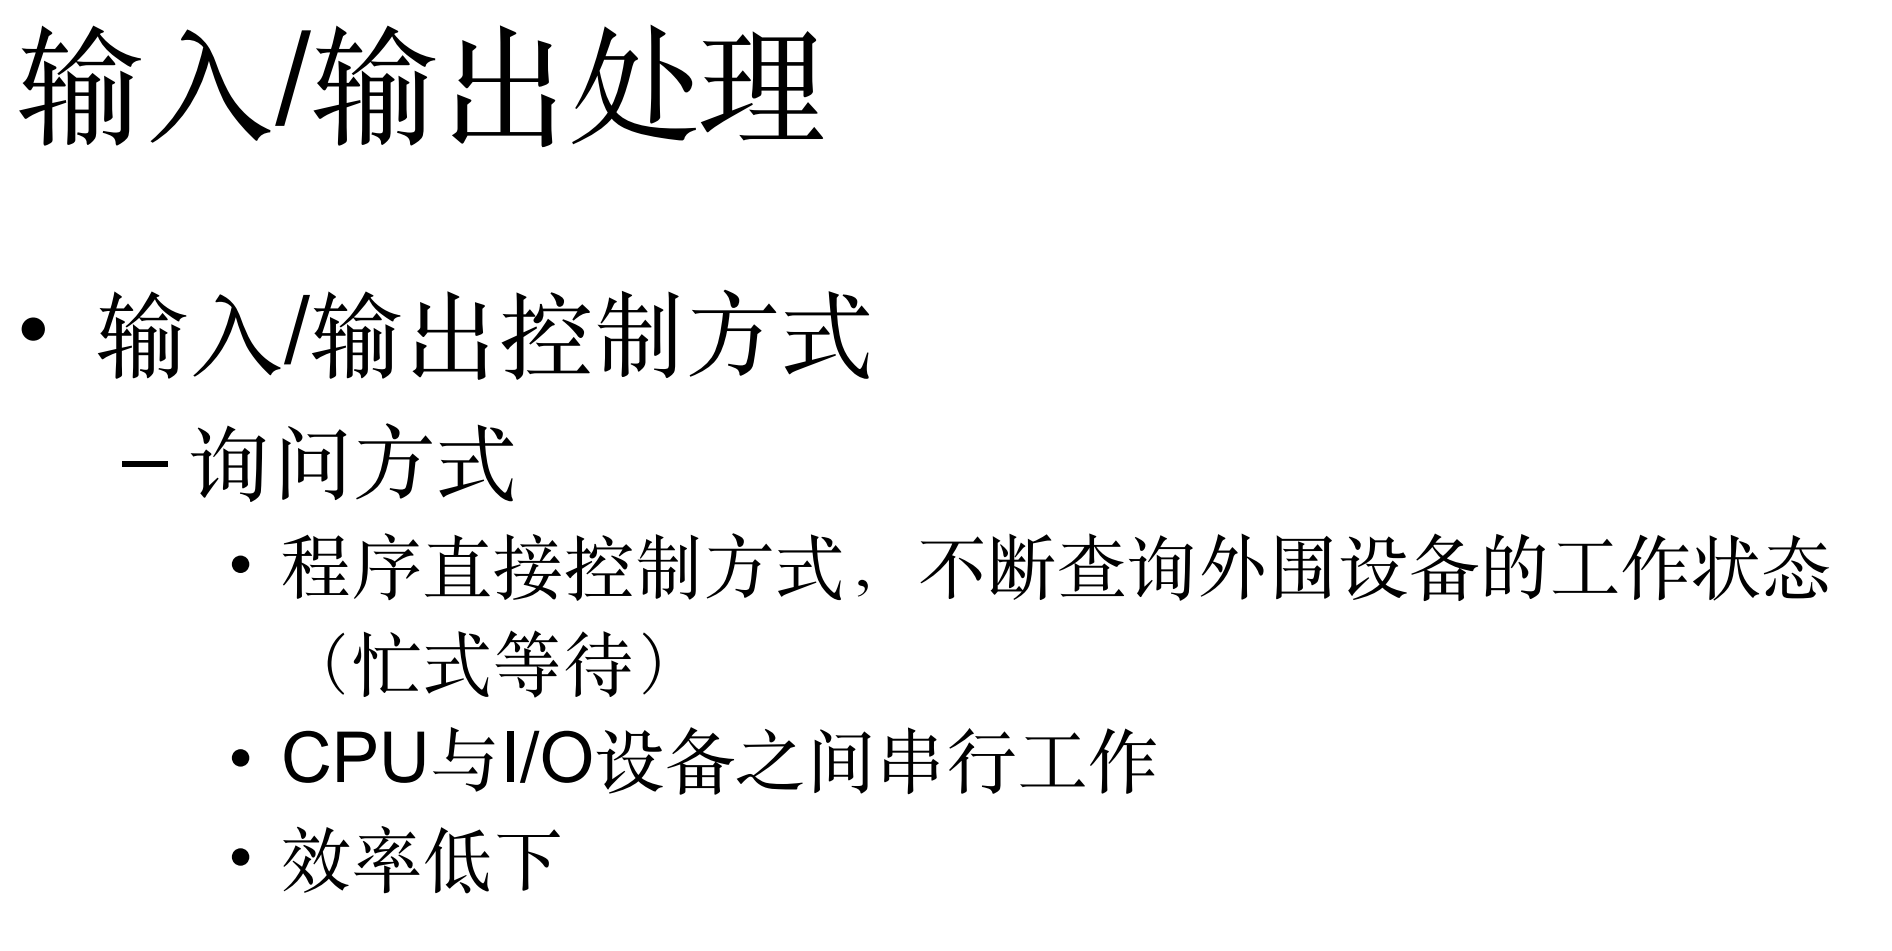 输入/输出处理
• 输入/输出控制方式
– 询问方式
• 程序直接控制方式，不断查询外围设备的工作状态
（忙式等待）
• CPU与I/O设备之间串行工作
• 效率低下